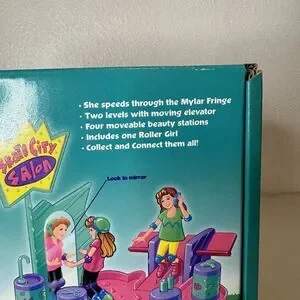 • She speeds through the Mylar Fringe
• Two levels with moving elevator
• Four moveable beauty stations
• Includes one Roller Girl
• Collect and Connect them all!
Skate City
Salon
Look in mirror